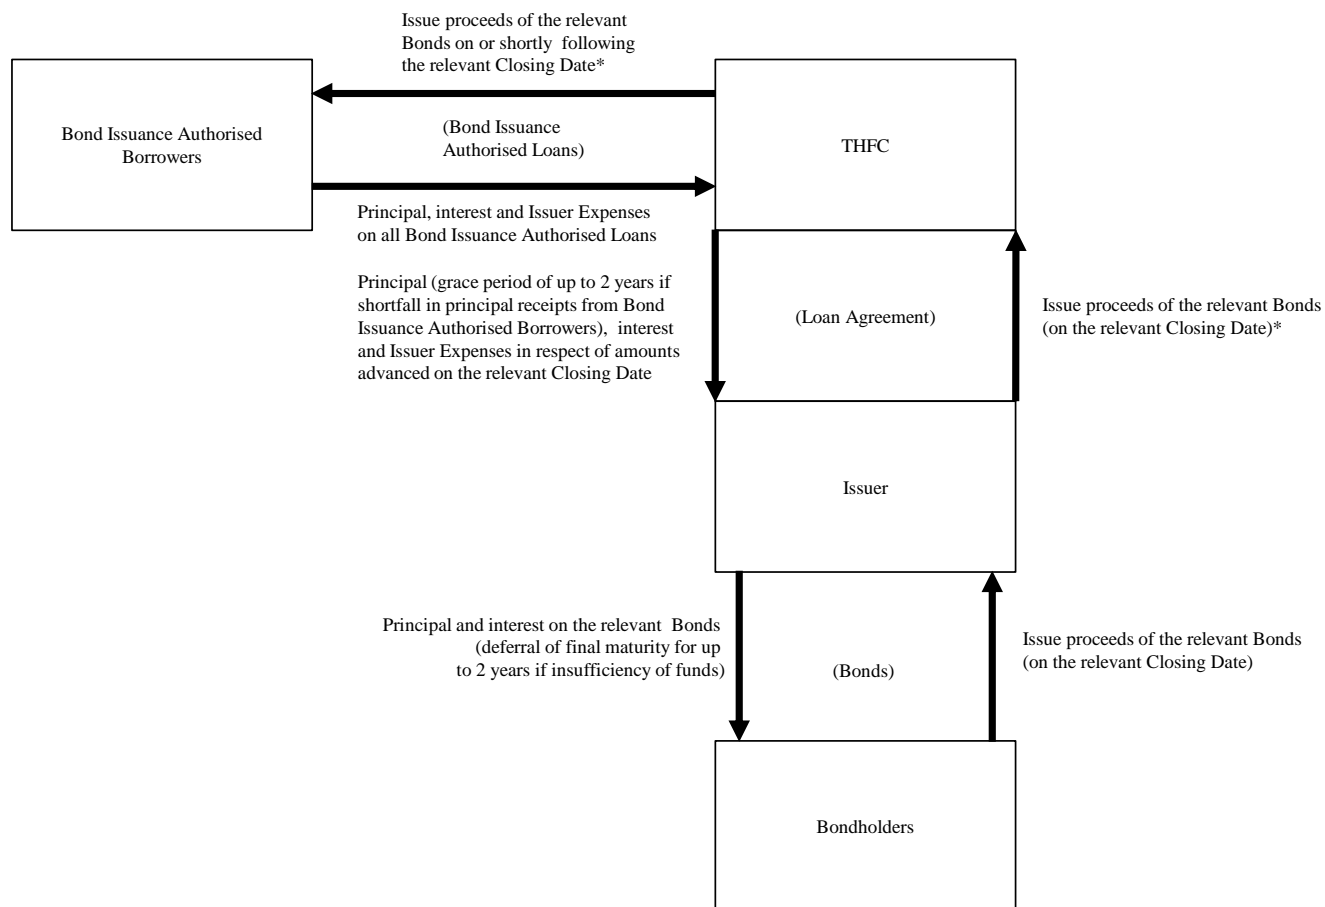 Issue proceeds of the relevant
Bonds on or shortly following
the relevant Closing Date*
Bond Issuance Authorised
Borrowers
(Bond Issuance
Authorised Loans)
THFC
Principal, interest and Issuer Expenses
on all Bond Issuance Authorised Loans
Principal (grace period of up to 2 years if
shortfall in principal receipts from Bond
Issuance Authorised Borrowers), interest
and Issuer Expenses in respect of amounts
advanced on the relevant Closing Date
(Loan Agreement)
Issue proceeds of the relevant Bonds
(on the relevant Closing Date)*
Issuer
Principal and interest on the relevant Bonds
(deferral of final maturity for up
to 2 years if insufficiency of funds)
(Bonds)
Issue proceeds of the relevant Bonds
(on the relevant Closing Date)
Bondholders